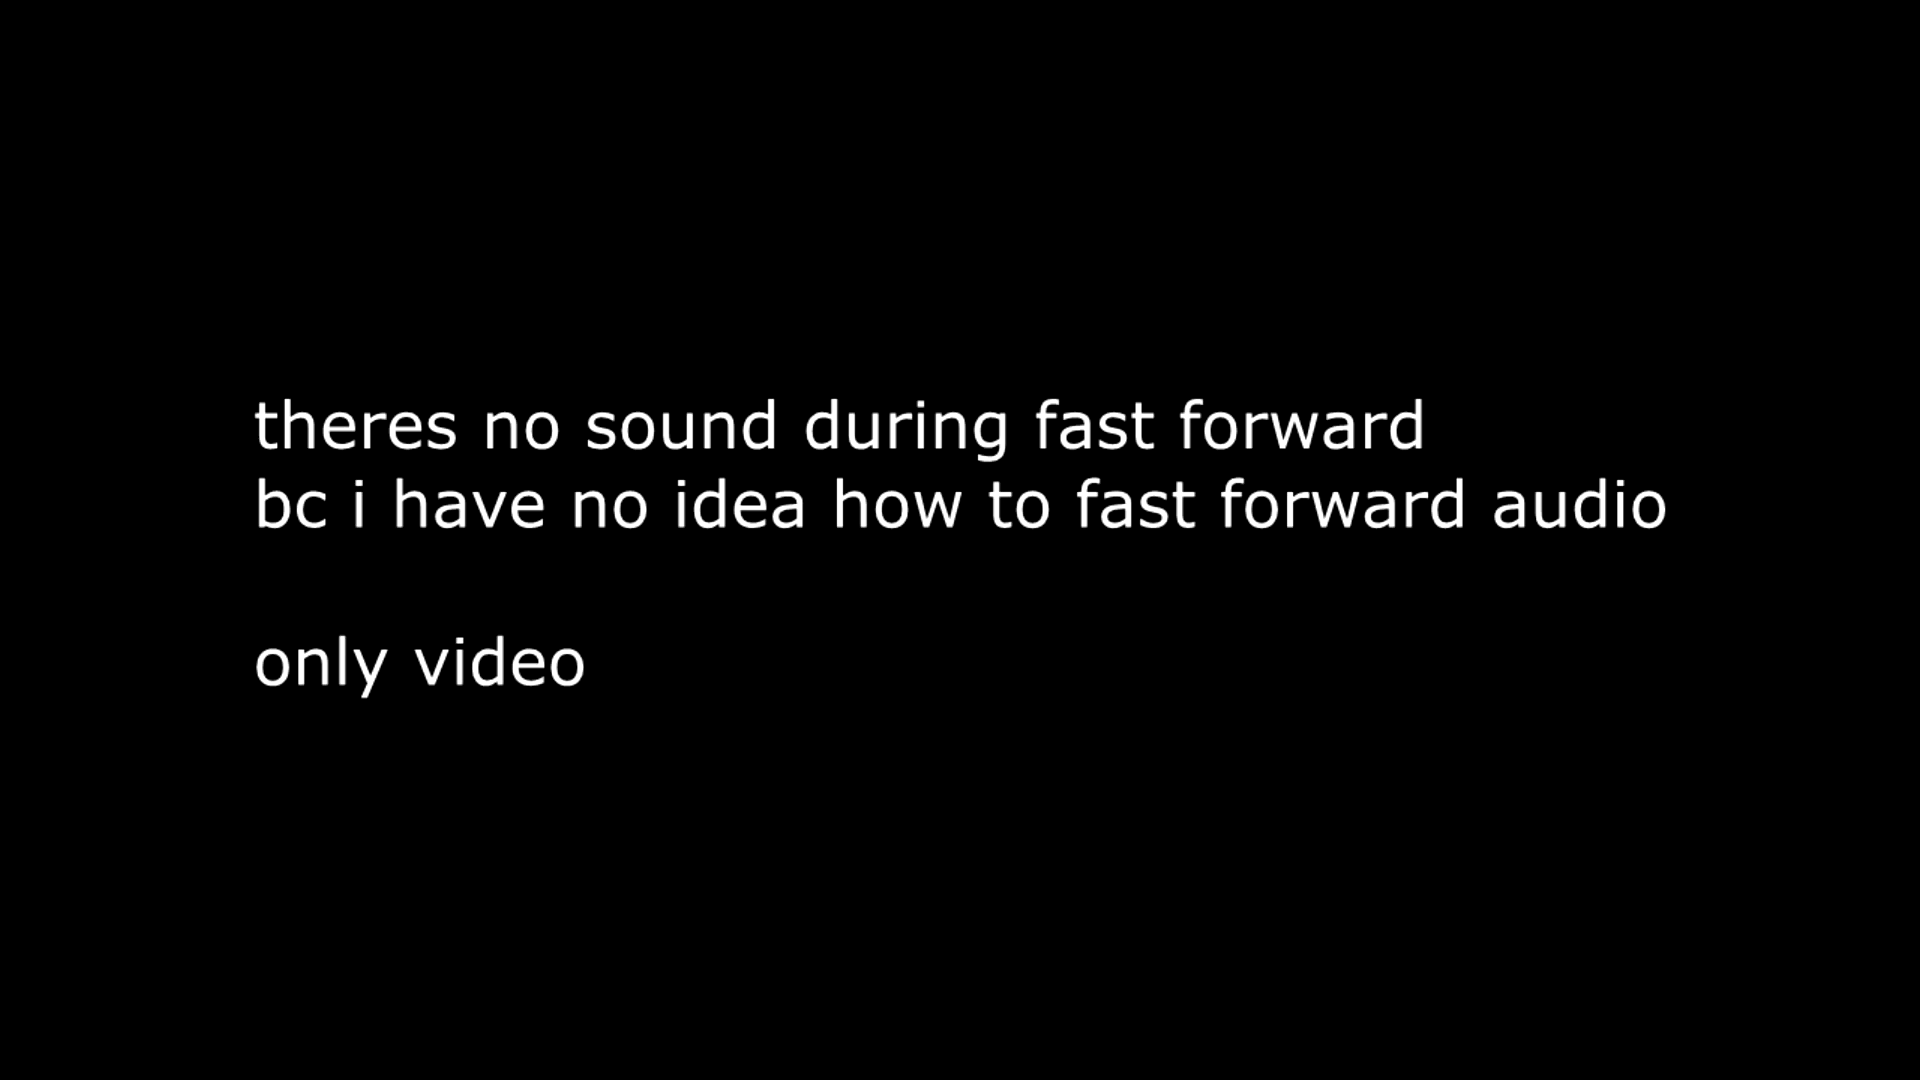 theres no sound during fast forward
bc i have no idea how to fast forward audio
only video